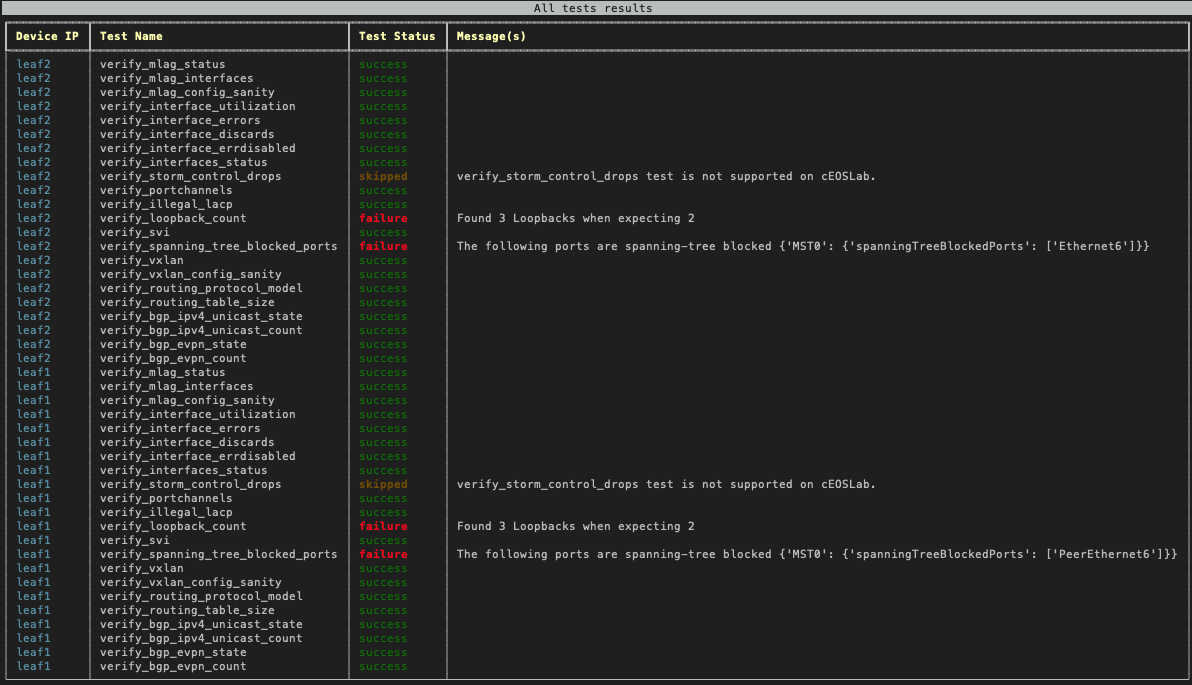 All tests results
Device IP Test Name Test Status Message(s)
leaf2 verify_mlag_status success
leaf2 verify_mlag_interfaces success
leaf2 verify_mlag_config_sanity success
leaf2 verify_interface_utilization success
leaf2 verify_interface_errors success
leaf2 verify_interface_discards success
leaf2 verify_interface_errdisabled success
leaf2 verify_interfaces_status success
leaf2 verify_storm_control_drops skipped verify_storm_control_drops test is not supported on cEOSLab.
leaf2 verify_portchannels success
leaf2 verify_illegal_lacp success
leaf2 verify_loopback_count failure Found 3 Loopbacks when expecting 2
leaf2 verify_svi success
leaf2 verify_spanning_tree_blocked_ports failure The following ports are spanning-tree blocked {'MST0': {'spanningTreeBlockedPorts': ['Ethernet6']}}
leaf2 verify_vxlan success
leaf2 verify_vxlan_config_sanity success
leaf2 verify_routing_protocol_model success
leaf2 verify_routing_table_size success
leaf2 verify_bgp_ipv4_unicast_state success
leaf2 verify_bgp_ipv4_unicast_count success
leaf2 verify_bgp_evpn_state success
leaf2 verify_bgp_evpn_count success
leaf1 verify_mlag_status success
leaf1 verify_mlag_interfaces success
leaf1 verify_mlag_config_sanity success
leaf1 verify_interface_utilization success
leaf1 verify_interface_errors success
leaf1 verify_interface_discards success
leaf1 verify_interface_errdisabled success
leaf1 verify_interfaces_status success
leaf1 verify_storm_control_drops skipped verify_storm_control_drops test is not supported on cEOSLab.
leaf1 verify_portchannels success
leaf1 verify_illegal_lacp success
leaf1 verify_loopback_count failure Found 3 Loopbacks when expecting 2
leaf1 verify_svi success
leaf1 verify_spanning_tree_blocked_ports failure The following ports are spanning-tree blocked {'MST0': {'spanningTreeBlockedPorts': ['PeerEthernet6']}}
leaf1 verify_vxlan success
leaf1 verify_vxlan_config_sanity success
leaf1 verify_routing_protocol_model success
leaf1 verify_routing_table_size success
leaf1 verify_bgp_ipv4_unicast_state success
leaf1 verify_bgp_ipv4_unicast_count success
leaf1 verify_bgp_evpn_state success
leaf1 verify_bgp_evpn_count success